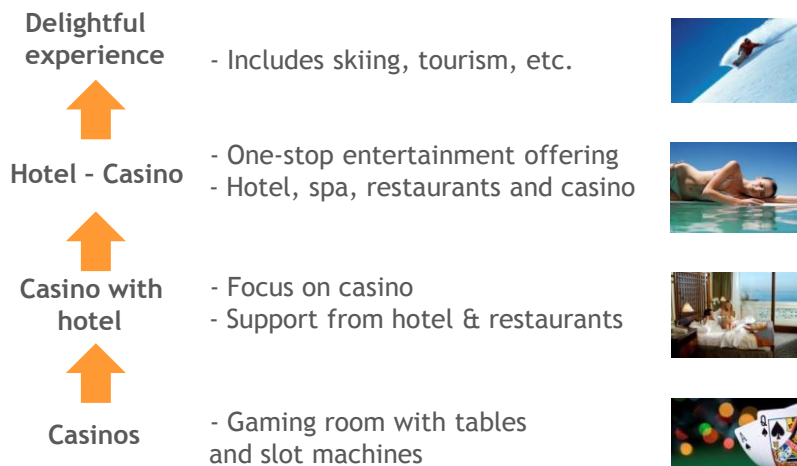 Delightful
experience
- Includes skiing, tourism, etc.
Hotel – Casino
- One-stop entertainment offering
- Hotel, spa, restaurants and casino
Casino with
hotel
- Focus on casino
- Support from hotel & restaurants
Casinos
- Gaming room with tables
and slot machines
A
Q